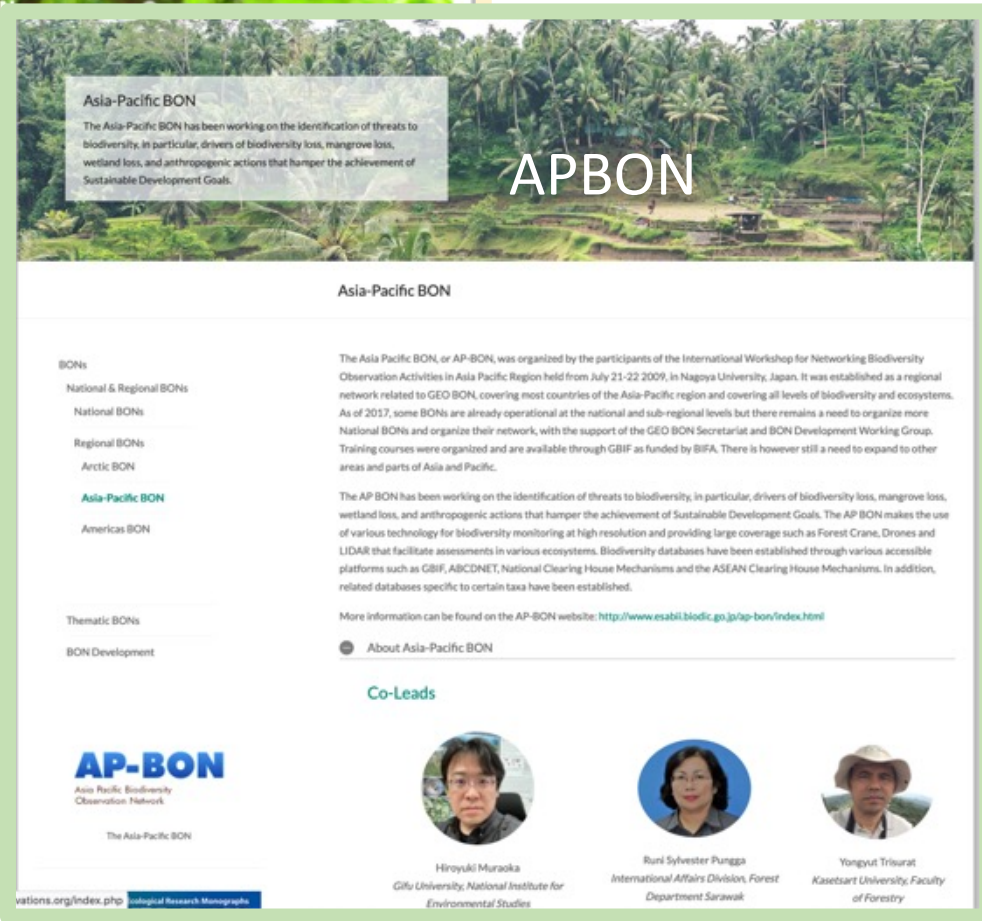 Asia-Pacific BON
The Asia-Pacific BON has been working on the identification of threats to
biodiversity, in particular, drivers of biodiversity loss, mangrove loss,
wetland loss, and anthropogenic actions that hamper the achievement of
Sustainable Development Goals.
APBON
Asia-Pacific BON
BONs
National & Regional BONs
National BONs
Regional BONs
Arctic BON
Asia-Pacific BON
Americas BON
Thematic BONs
BON Development
AP-BON
Asia Pacific Biodiversity
Observation Network
The Asia-Pacific BON
vations.org/index.php
cological Research Monographs
The Asia Pacific BON, or AP-BON, was organized by the participants of the International Workshop for Networking Biodiversity
Observation Activities in Asia Pacific Region held from July 21-22 2009, in Nagoya University, Japan. It was established as a regional
network related to GEO BON, covering most countries of the Asia-Pacific region and covering all levels of biodiversity and ecosystems.
As of 2017, some BONs are already operational at the national and sub-regional levels but there remains a need to organize more
National BONs and organize their network, with the support of the GEO BON Secretariat and BON Development Working Group.
Training courses were organized and are available through GBIF as funded by BIFA. There is however still a need to expand to other
areas and parts of Asia and Pacific.
The AP BON has been working on the identification of threats to biodiversity, in particular, drivers of biodiversity loss, mangrove loss,
wetland loss, and anthropogenic actions that hamper the achievement of Sustainable Development Goals. The AP BON makes the use
of various technology for biodiversity monitoring at high resolution and providing large coverage such as Forest Crane, Drones and
LIDAR that facilitate assessments in various ecosystems. Biodiversity databases have been established through various accessible
platforms such as GBIF, ABCDNET, National Clearing House Mechanisms and the ASEAN Clearing House Mechanisms. In addition,
related databases specific to certain taxa have been established.
More information can be found on the AP-BON website: http://www.esabii.biodic.go.jp/ap-bon/index.html
About Asia-Pacific BON
Co-Leads
Hiroyuki Muraoka
Gifu University, National Institute for
Environmental Studies
Runi Sylvester Pungga
International Affairs Division, Forest
Department Sarawak
Yongyut Trisurat
Kasetsart University, Faculty
of Forestry